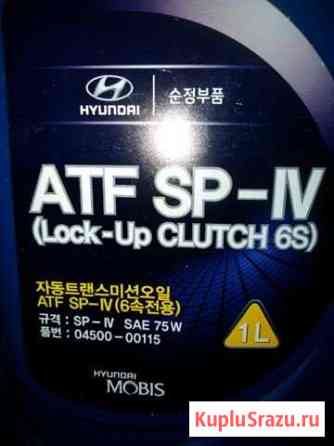 HYUNDAI
순정부품
ATF SP-IV
(Lock-Up CLUTCH 6S)
자동트랜스미션오일
ATF SP-IV(6속전용)
규격 : SP-IV SAE 75W
품번 : 04500-00115
1L
HYUNDAI
MOBIS
KupluSrazu.ru